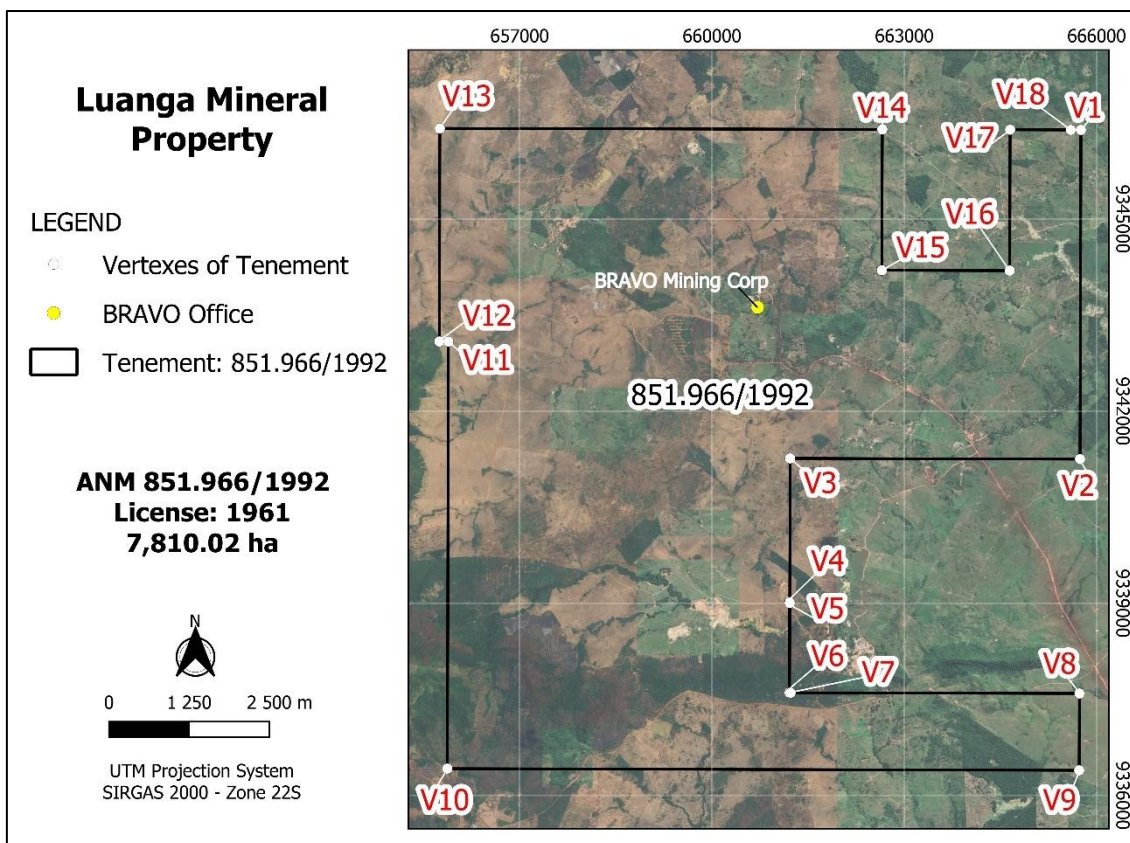 Luanga Mineral
Property
LEGEND
Vertexes of Tenement
BRAVO Office
Tenement: 851.966/1992
ANM 851.966/1992
License: 1961
7,810.02 ha
N
0 1 250 2 500 m
UTM Projection System
SIRGAS 2000 - Zone 22S
657000 660000 663000 666000
V13 V14 V18 V1
V17
V16
9345000
V15
BRAVO Mining Corp
V12
V11
851.966/1992
9342000
V3 V2
V4
V5
9339000
V6 V7 V8
V10 V9
9336000